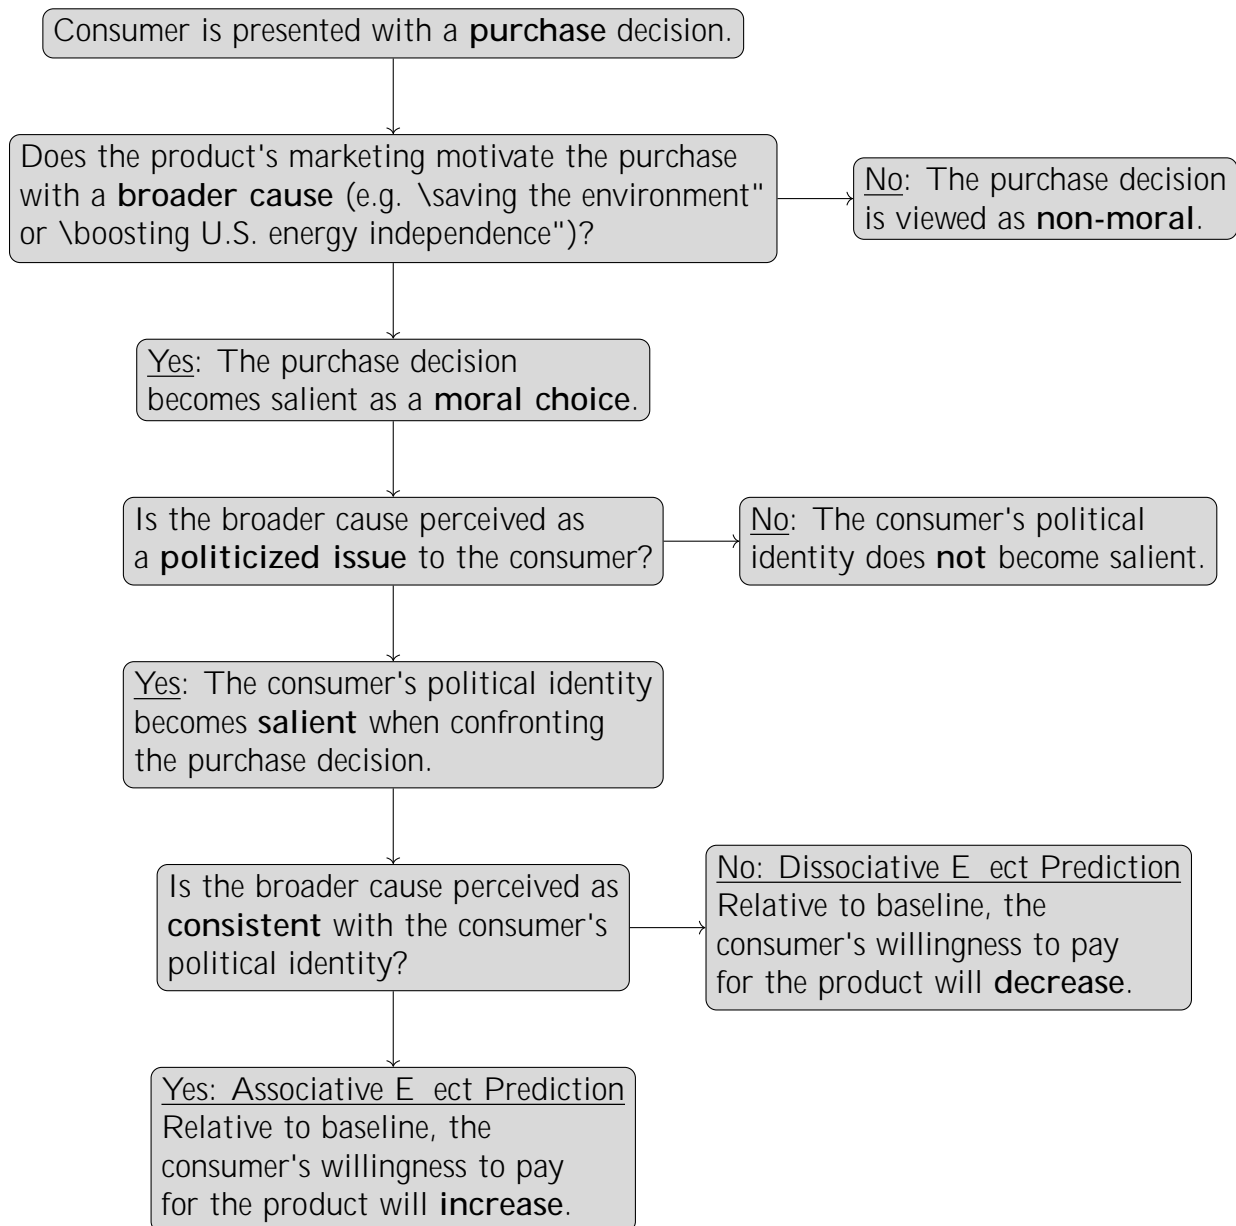 Consumer is presented with a purchase decision.
Does the product's marketing motivate the purchase
with a broader cause (e.g. \saving the environment"
or \boosting U.S. energy independence")?
No: The purchase decision
is viewed as non-moral.
Yes: The purchase decision
becomes salient as a moral choice.
Is the broader cause perceived as
a politicized issue to the consumer?
No: The consumer's political
identity does not become salient.
Yes: The consumer's political identity
becomes salient when confronting
the purchase decision.
Is the broader cause perceived as
consistent with the consumer's
political identity?
No: Dissociative E ect Prediction
Relative to baseline, the
consumer's willingness to pay
for the product will decrease.
Yes: Associative E ect Prediction
Relative to baseline, the
consumer's willingness to pay
for the product will increase.